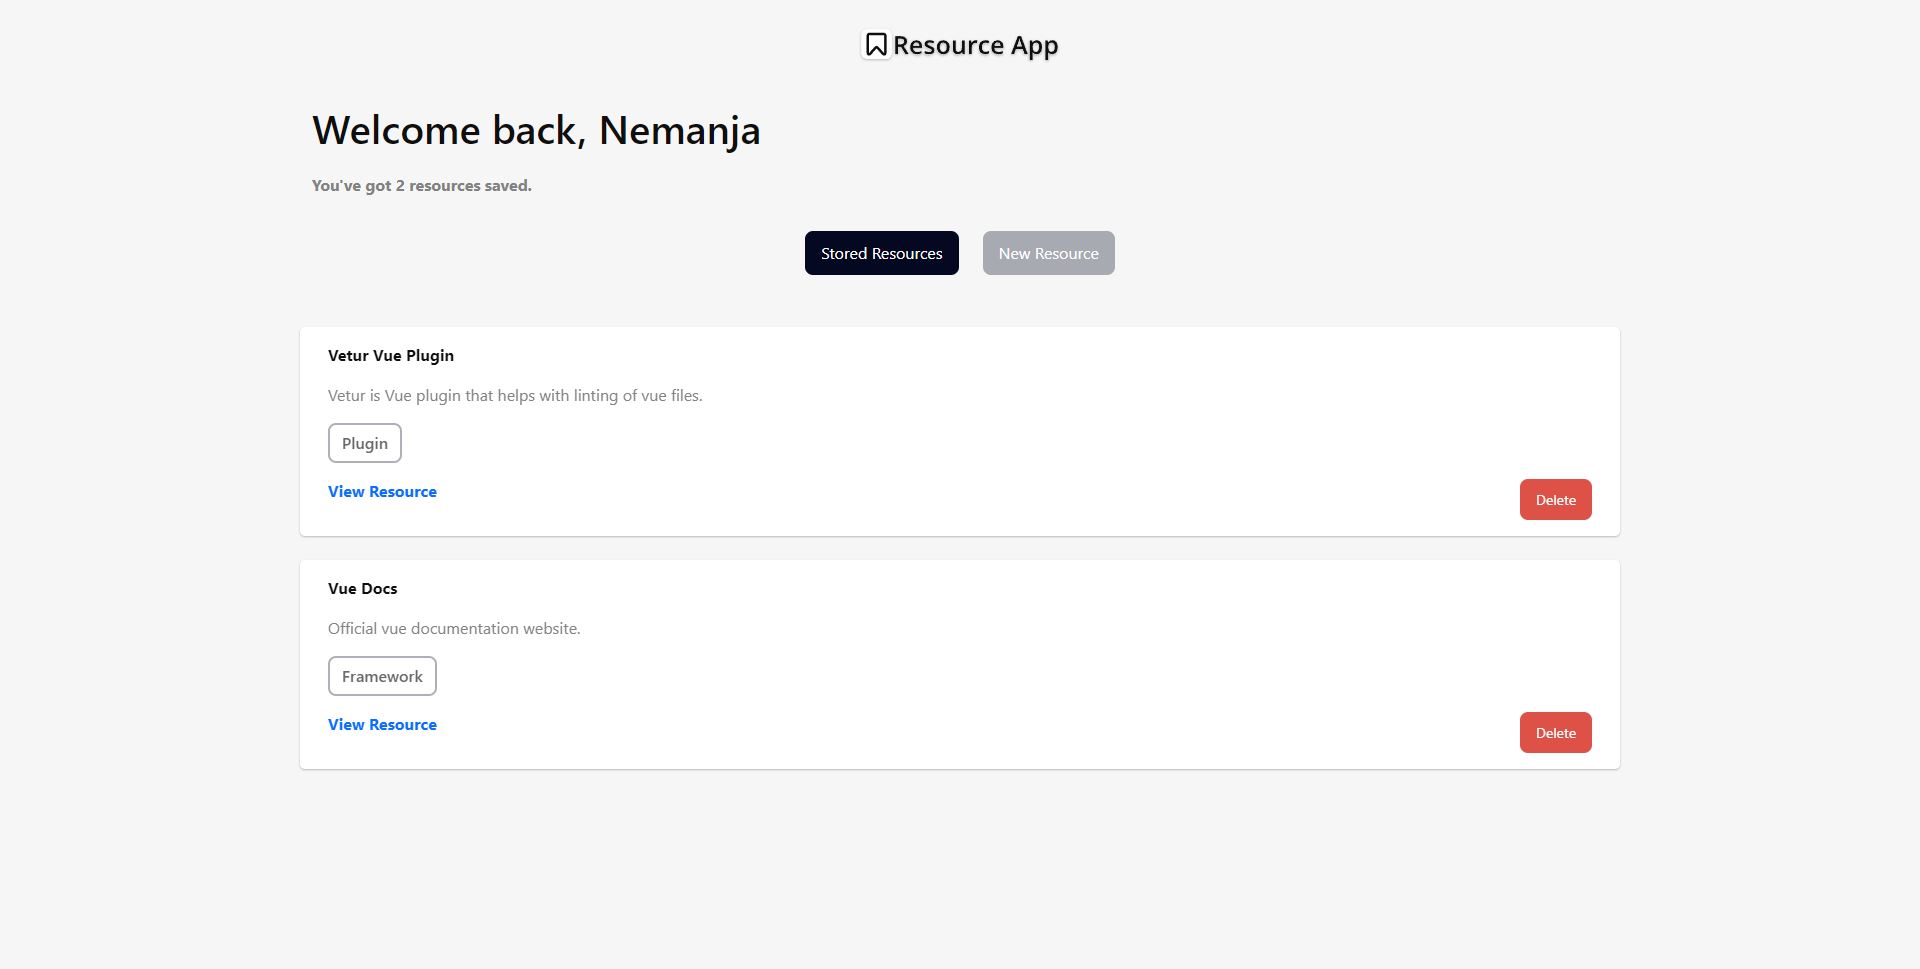 Resource App
Welcome back, Nemanja
You've got 2 resources saved.
Stored Resources New Resource
Vetur Vue Plugin
Vetur is Vue plugin that helps with linting of vue files.
Plugin
View Resource Delete
Vue Docs
Official vue documentation website.
Framework
View Resource Delete